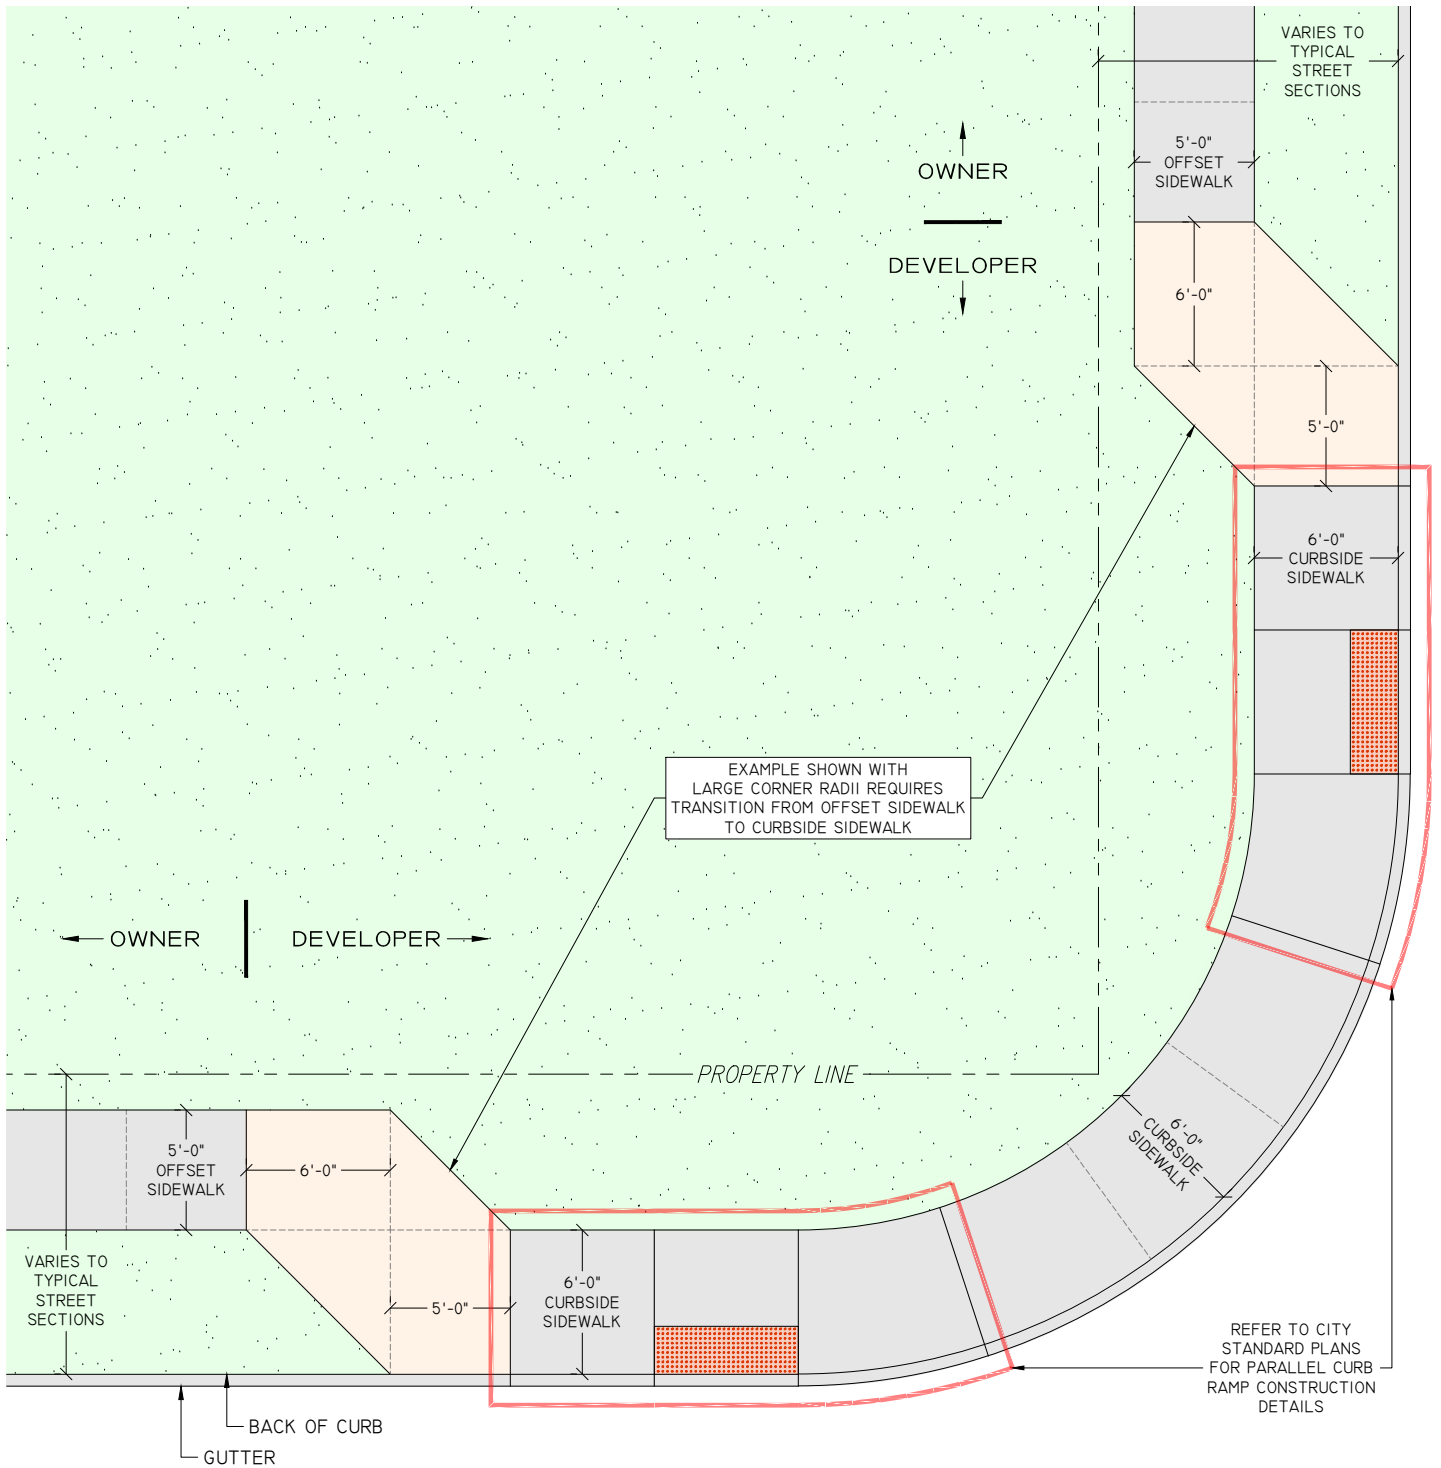 VARIES TO
TYPICAL
STREET
SECTIONS
5'-0"
OFFSET
SIDEWALK
OWNER
DEVELOPER
6'-0"
5'-0"
6'-0"
CURBSIDE
SIDEWALK
EXAMPLE SHOWN WITH
LARGE CORNER RADII REQUIRES
TRANSITION FROM OFFSET SIDEWALK
TO CURBSIDE SIDEWALK
OWNER
DEVELOPER
PROPERTY LINE
5'-0"
OFFSET
SIDEWALK
6'-0"
6'-0"
CURBSIDE
SIDEWALK
VARIES TO
TYPICAL
STREET
SECTIONS
5'-0"
6'-0"
CURBSIDE
SIDEWALK
REFER TO CITY
STANDARD PLANS
FOR PARALLEL CURB
RAMP CONSTRUCTION
DETAILS
BACK OF CURB
GUTTER